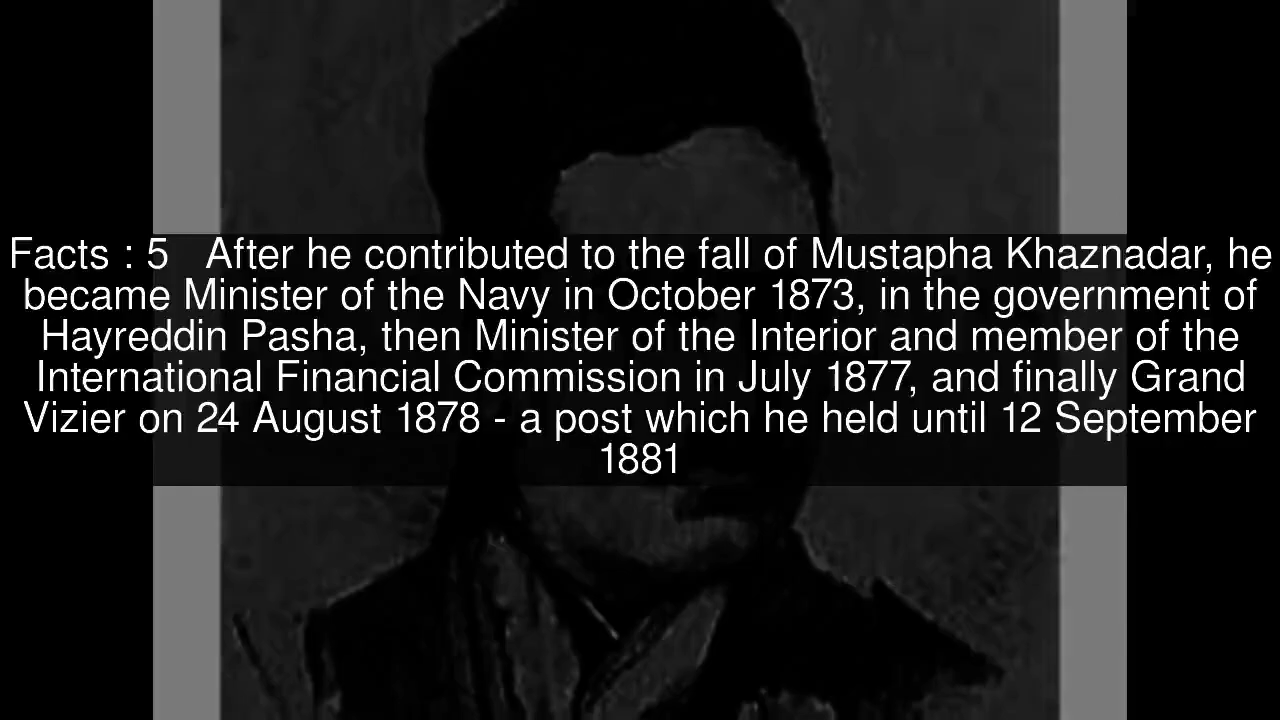 Facts : 5   After he contributed to the fall of Mustapha Khaznadar, he
became Minister of the Navy in October 1873, in the government of
Hayreddin Pasha, then Minister of the Interior and member of the
International Financial Commission in July 1877, and finally Grand
Vizier on 24 August 1878 - a post which he held until 12 September
1881